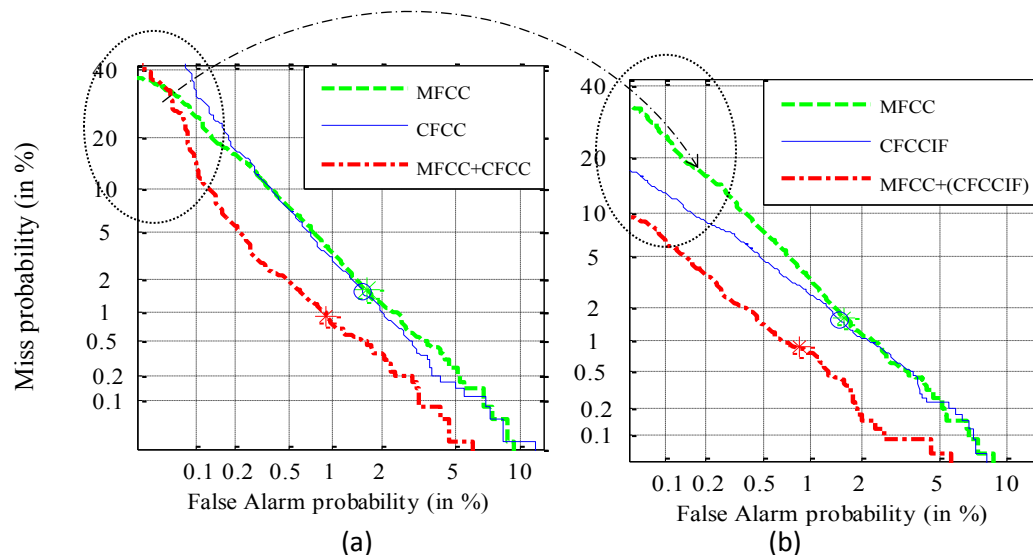 40
20
10
5
2
1
0.5
0.2
0.1
Miss probability (in %)
MFCC
CFCC
MFCC+CFCC
0.1 0.2 0.5 1 2 5 10
False Alarm probability (in %)
(a)
40
20
10
5
2
1
0.5
0.2
0.1
MFCC
CFCCIF
MFCC+(CFCCIF)
0.1 0.2 0.5 1 2 5 10
False Alarm probability (in %)
(b)